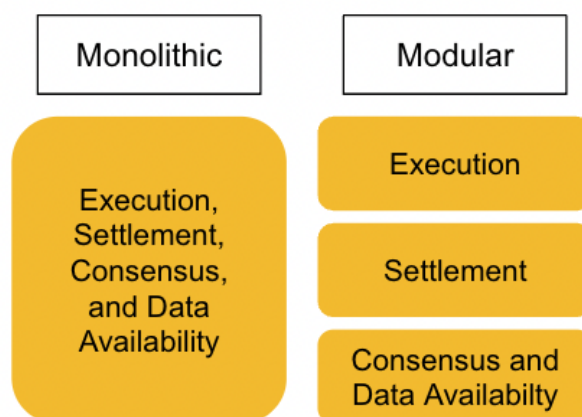 Monolithic
Execution,
Settlement,
Consensus,
and Data
Availability
Modular
Execution
Settlement
Consensus and
Data Availabilty